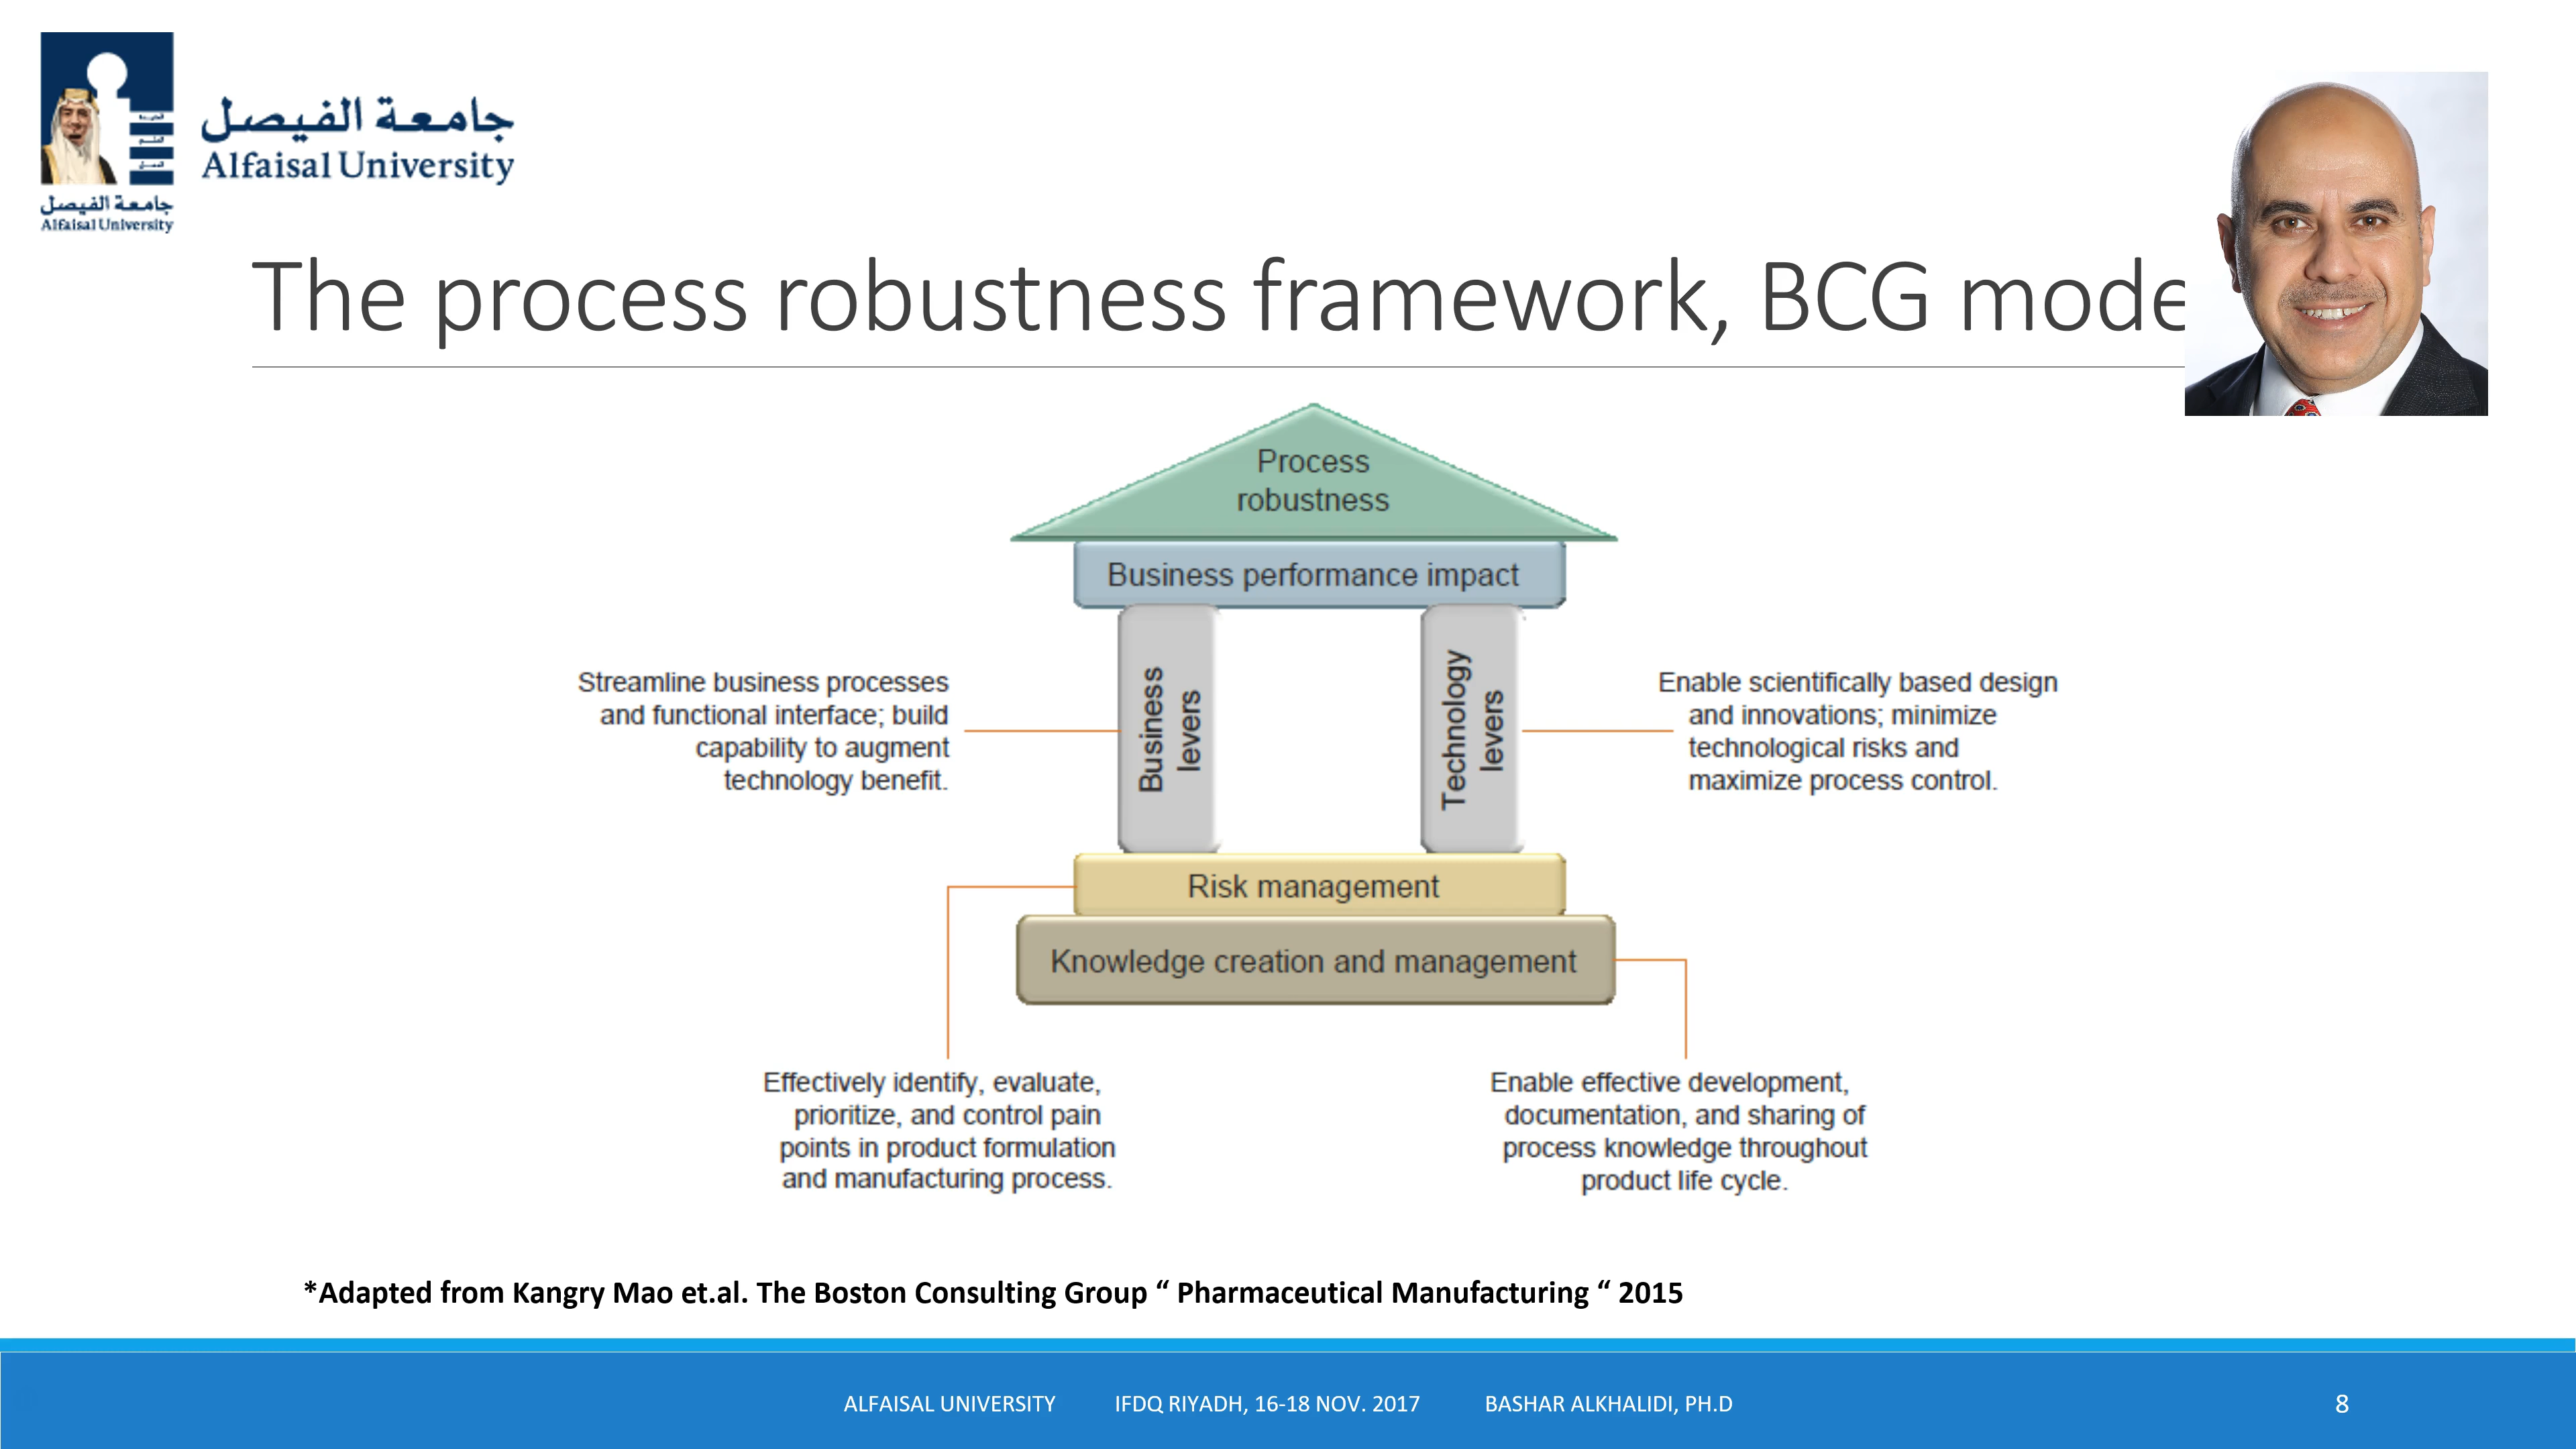 جامعة الفيصل
Alfaisal University
جامعة الفيصل
Alfaisal University
The process robustness framework, BCG mode
Process
robustness
Business performance impact
Business
levers
Technology
levers
Streamline business processes
and functional interface; build
capability to augment
technology benefit.
Enable scientifically based design
and innovations; minimize
technological risks and
maximize process control.
Risk management
Knowledge creation and management
Effectively identify, evaluate,
prioritize, and control pain
points in product formulation
and manufacturing process.
Enable effective development,
documentation, and sharing of
process knowledge throughout
product life cycle.
*Adapted from Kangry Mao et.al. The Boston Consulting Group “ Pharmaceutical Manufacturing “ 2015
ALFAISAL UNIVERSITY IFDQ RIYADH, 16-18 NOV. 2017 BASHAR ALKHALIDI, PH.D 8